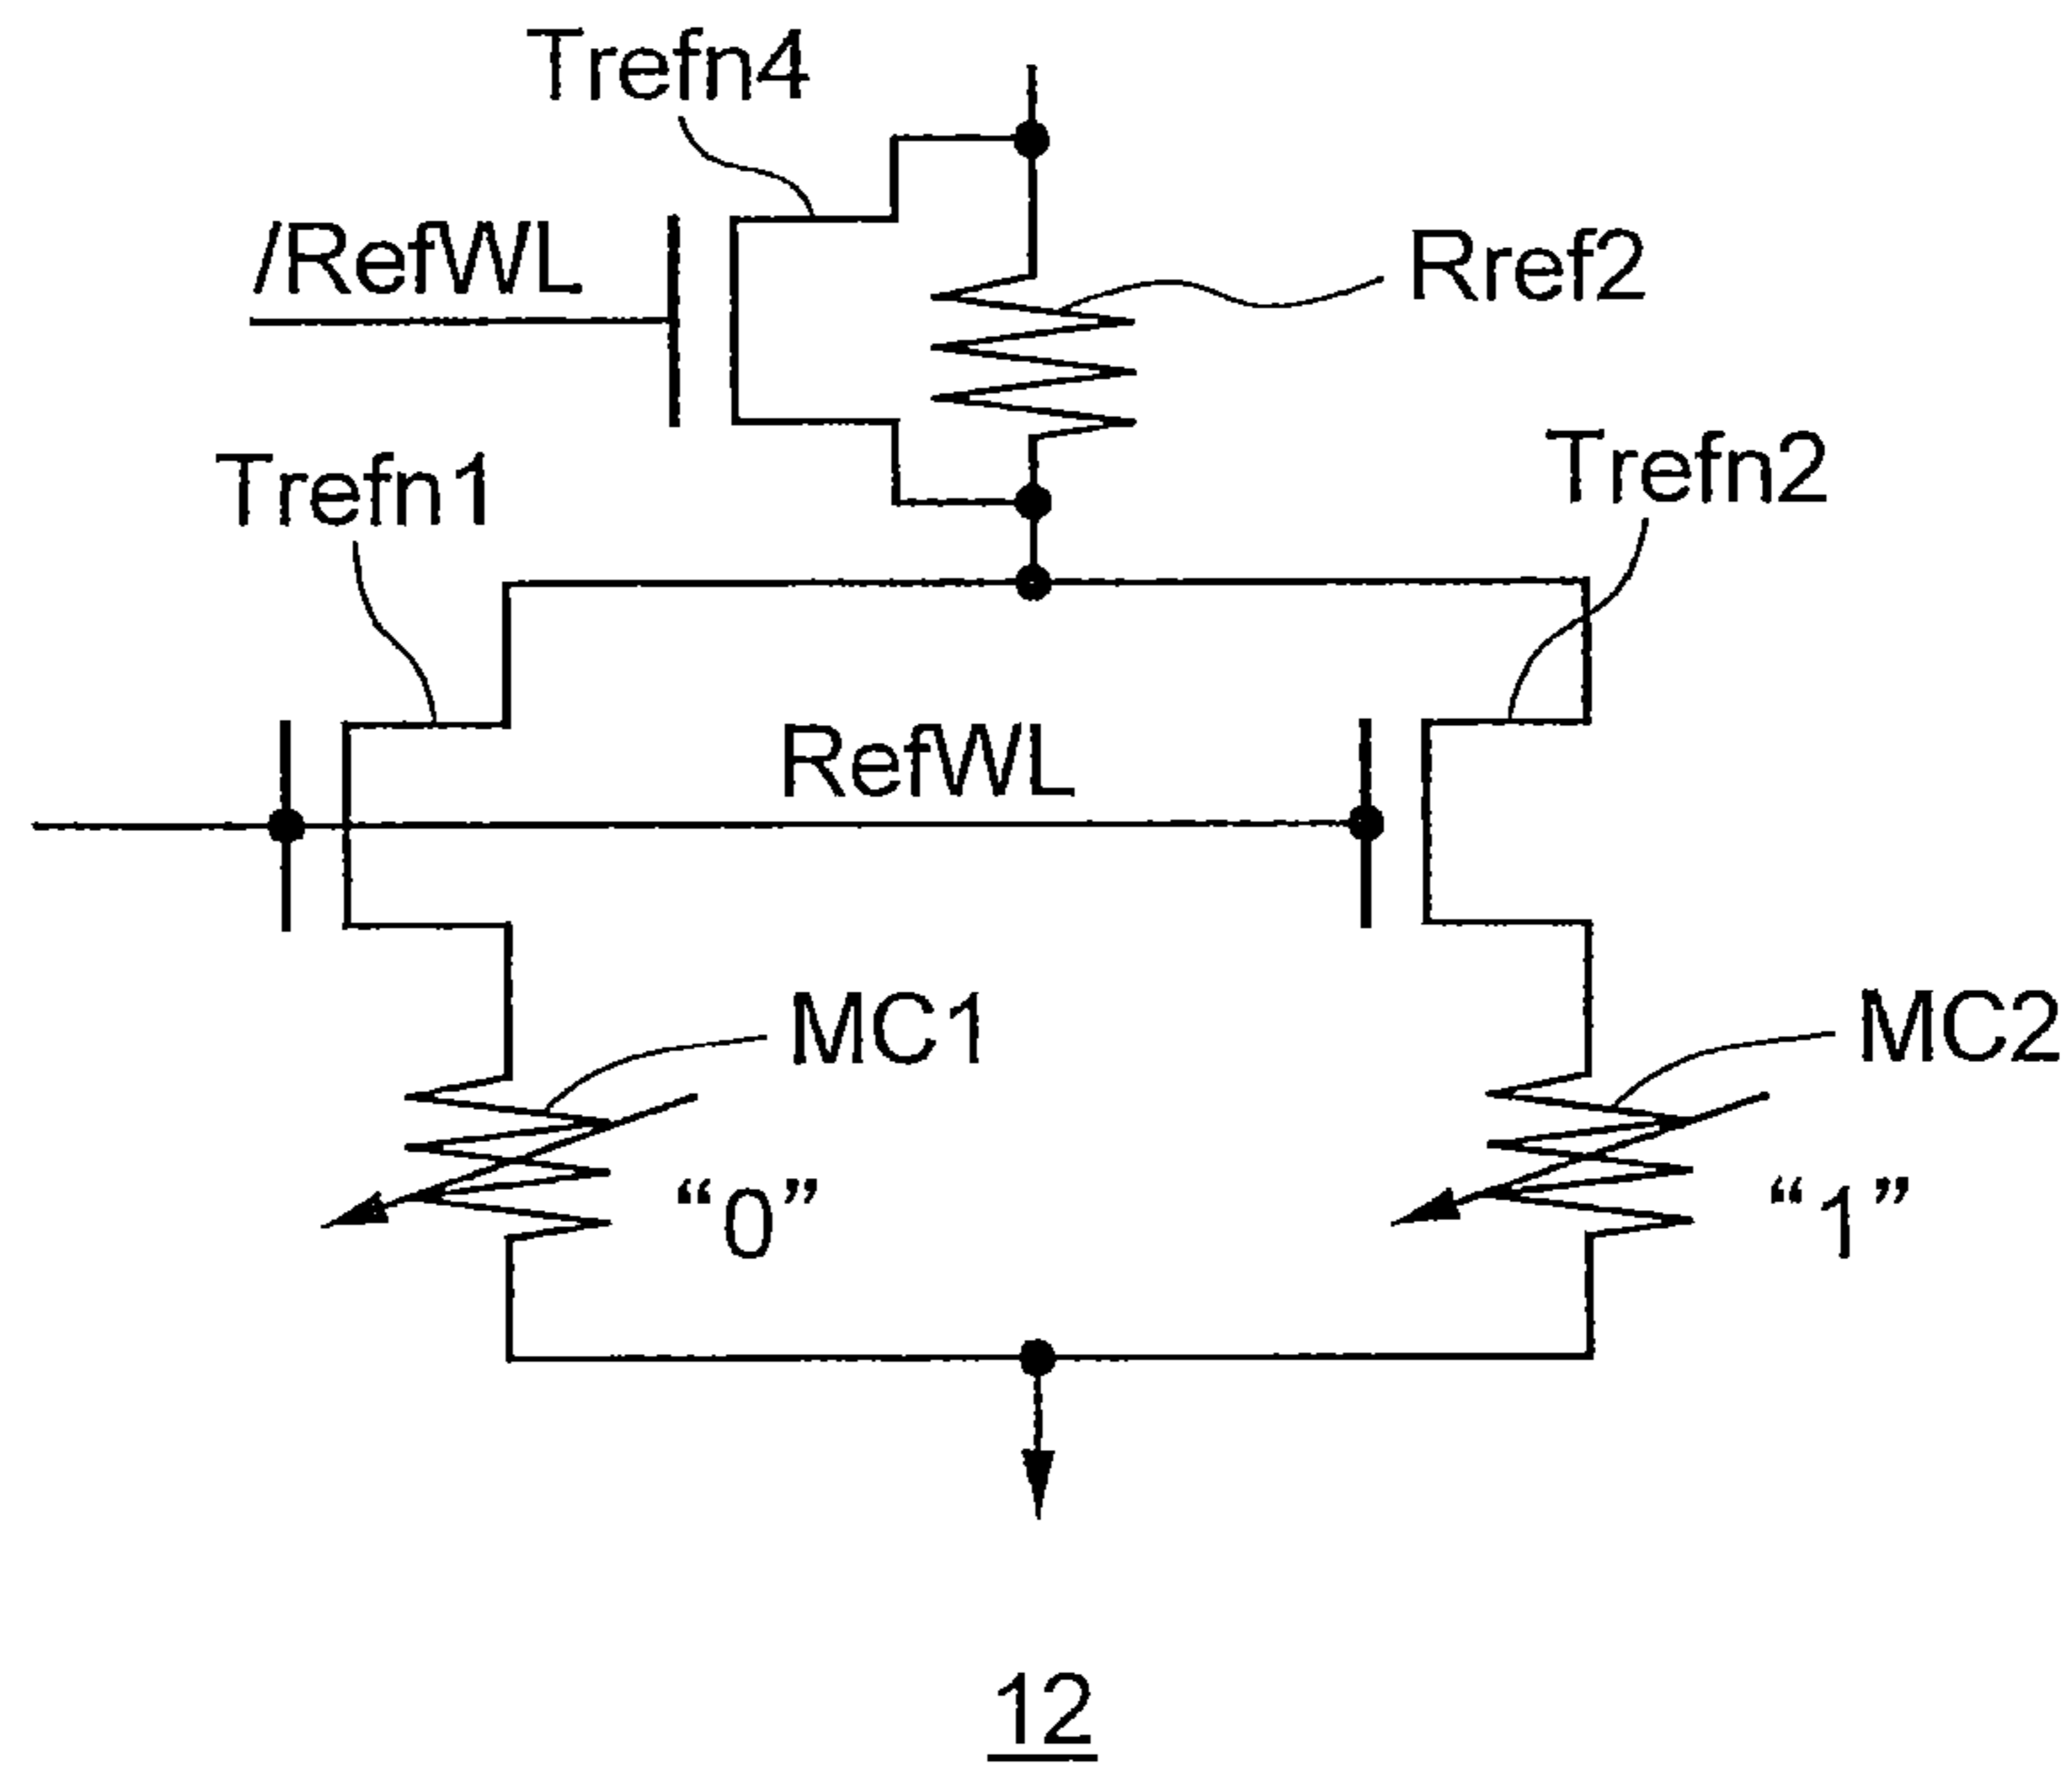 Trefn4
/RefWL
Rref2
Trefn1
Trefn2
RefWL
MC1
MC2
“0”
“1”
12